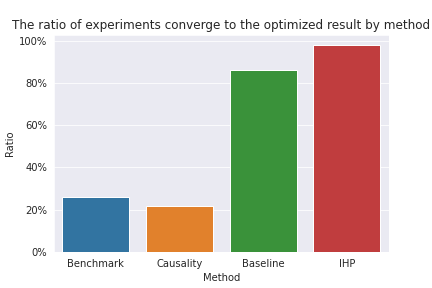 The ratio of experiments converge to the optimized result by method
100%
80%
60%
40%
20%
0%
Ratio
Benchmark Causality Baseline IHP
Method